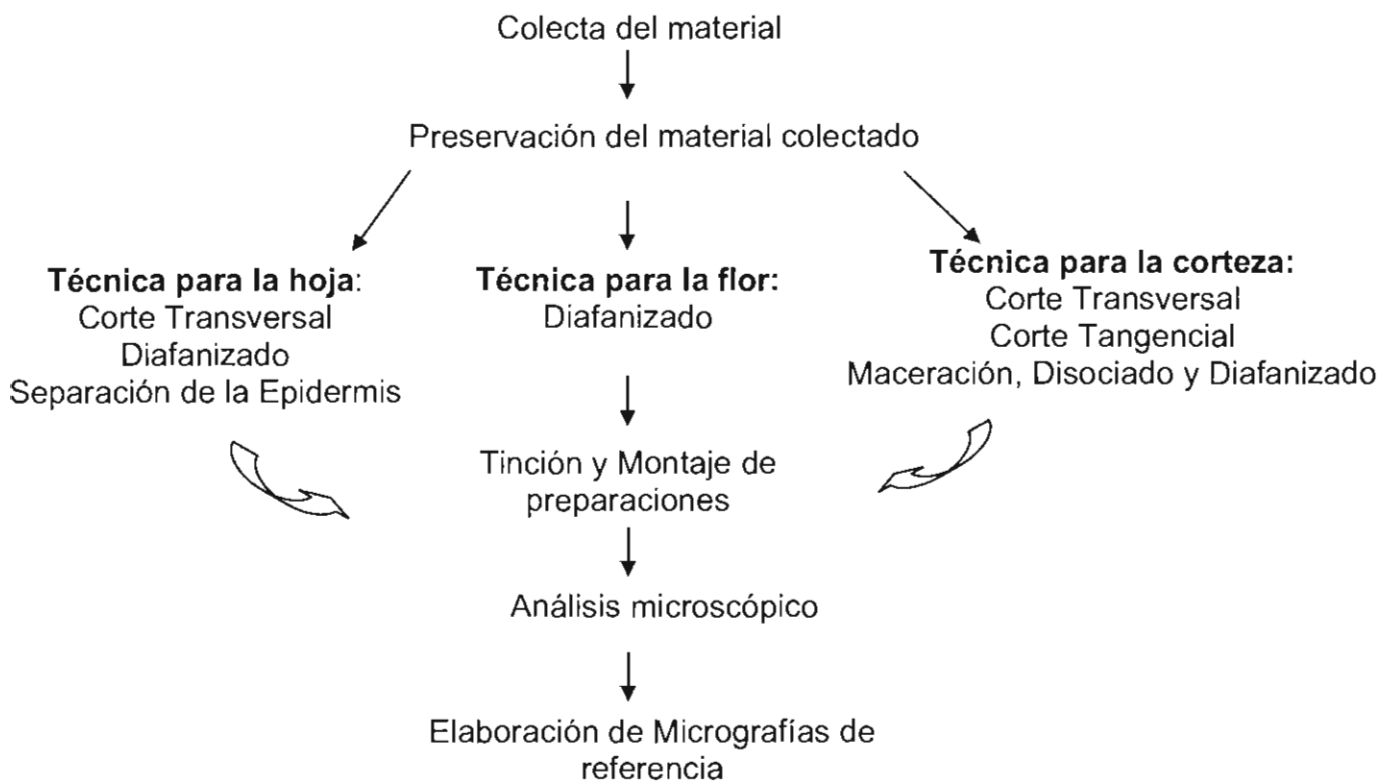 Colecta del material
Preservación del material colectado
Técnica para la hoja:
Corte Transversal
Diafanizado
Separación de la Epidermis
Técnica para la flor:
Diafanizado
Técnica para la corteza:
Corte Transversal
Corte Tangencial
Maceración, Disociado y Diafanizado
Tinción y Montaje de
preparaciones
Análisis microscópico
Elaboración de Micrografías de
referencia